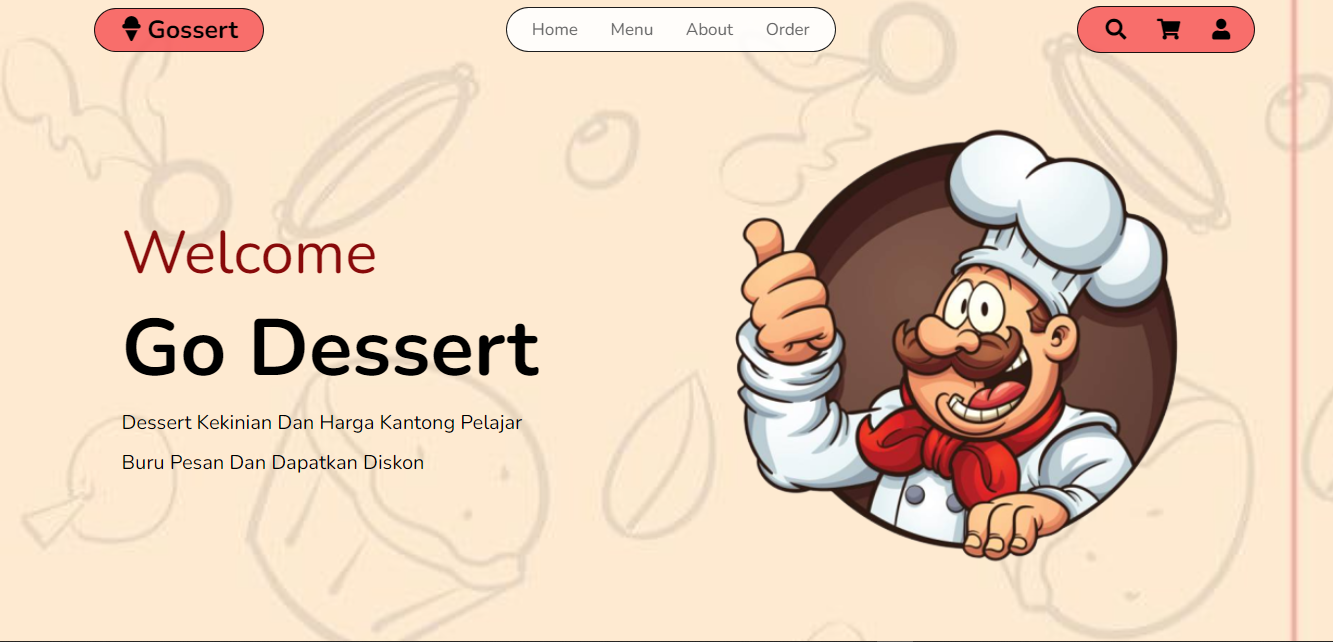 Gossert
Home Menu About Order
Welcome
Go Dessert
Dessert Kekinian Dan Harga Kantong Pelajar
Buru Pesan Dan Dapatkan Diskon